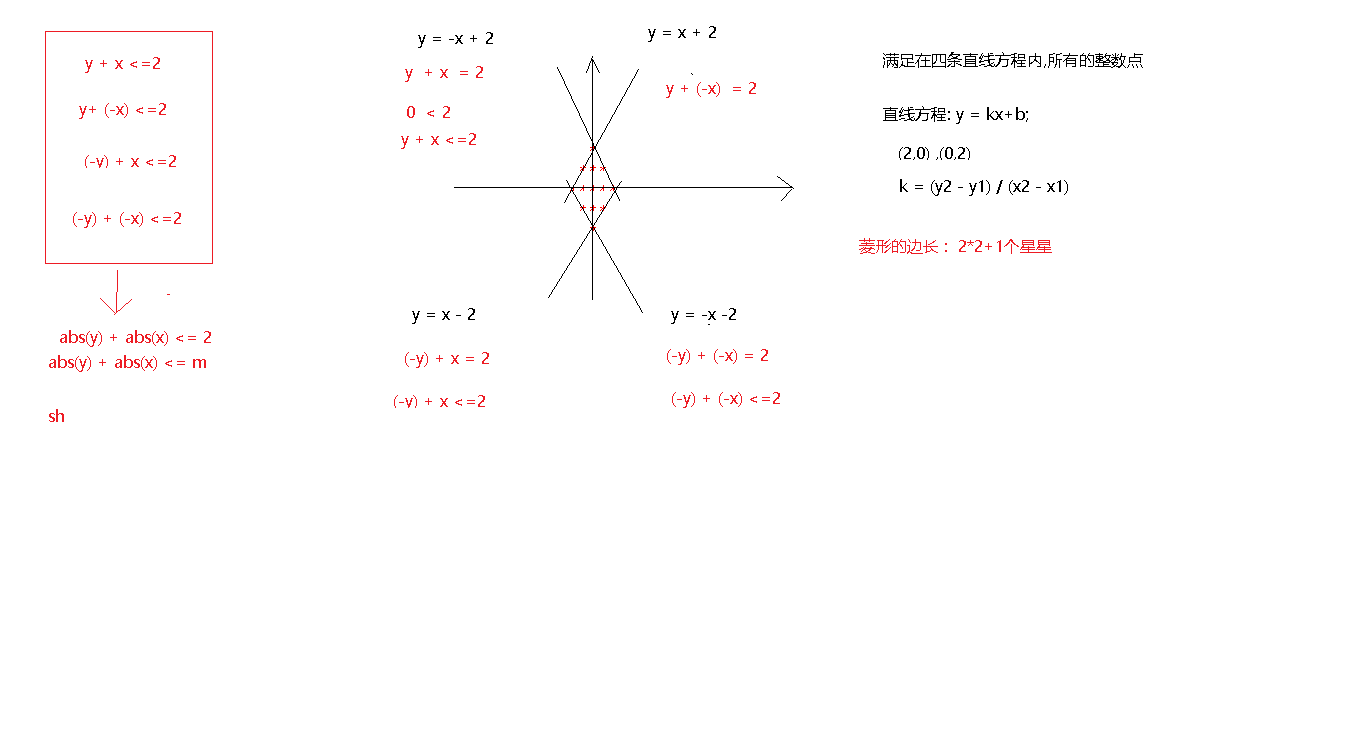 y + x <=2
y+ (-x) <=2
(-y) + x <=2
(-y) + (-x) <=2
abs(y) + abs(x) <= 2
abs(y) + abs(x) <= m
sh
y = -x + 2
y + x = 2
0 < 2
y + x <=2
y = x + 2
y + (-x) = 2
y = x - 2
(-y) + x = 2
(-y) + x <=2
y = -x -2
(-y) + (-x) = 2
(-y) + (-x) <=2
满足在四条直线方程内,所有的整数点
直线方程: y = kx+b;
(2,0) ,(0,2)
k = (y2 - y1) / (x2 - x1)
菱形的边长： 2*2+1个星星